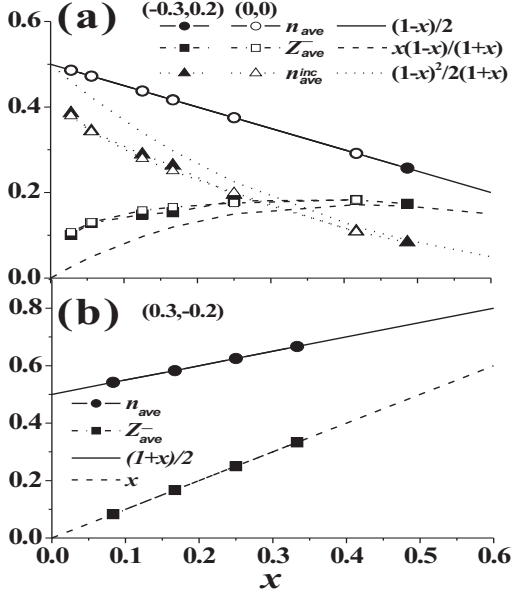 (a) (-0.3,0.2) (0,0)
n_ave (1-x)/2
Z⁻_ave x(1-x)/(1+x)
n^inc_ave (1-x)²/2(1+x)
0.6
0.4
0.2
0.0
(b) (0.3,-0.2)
0.8
0.6
0.4
0.2
0.0
n_ave
Z⁻_ave
(1+x)/2
x
0.0 0.1 0.2 0.3 0.4 0.5 0.6
x